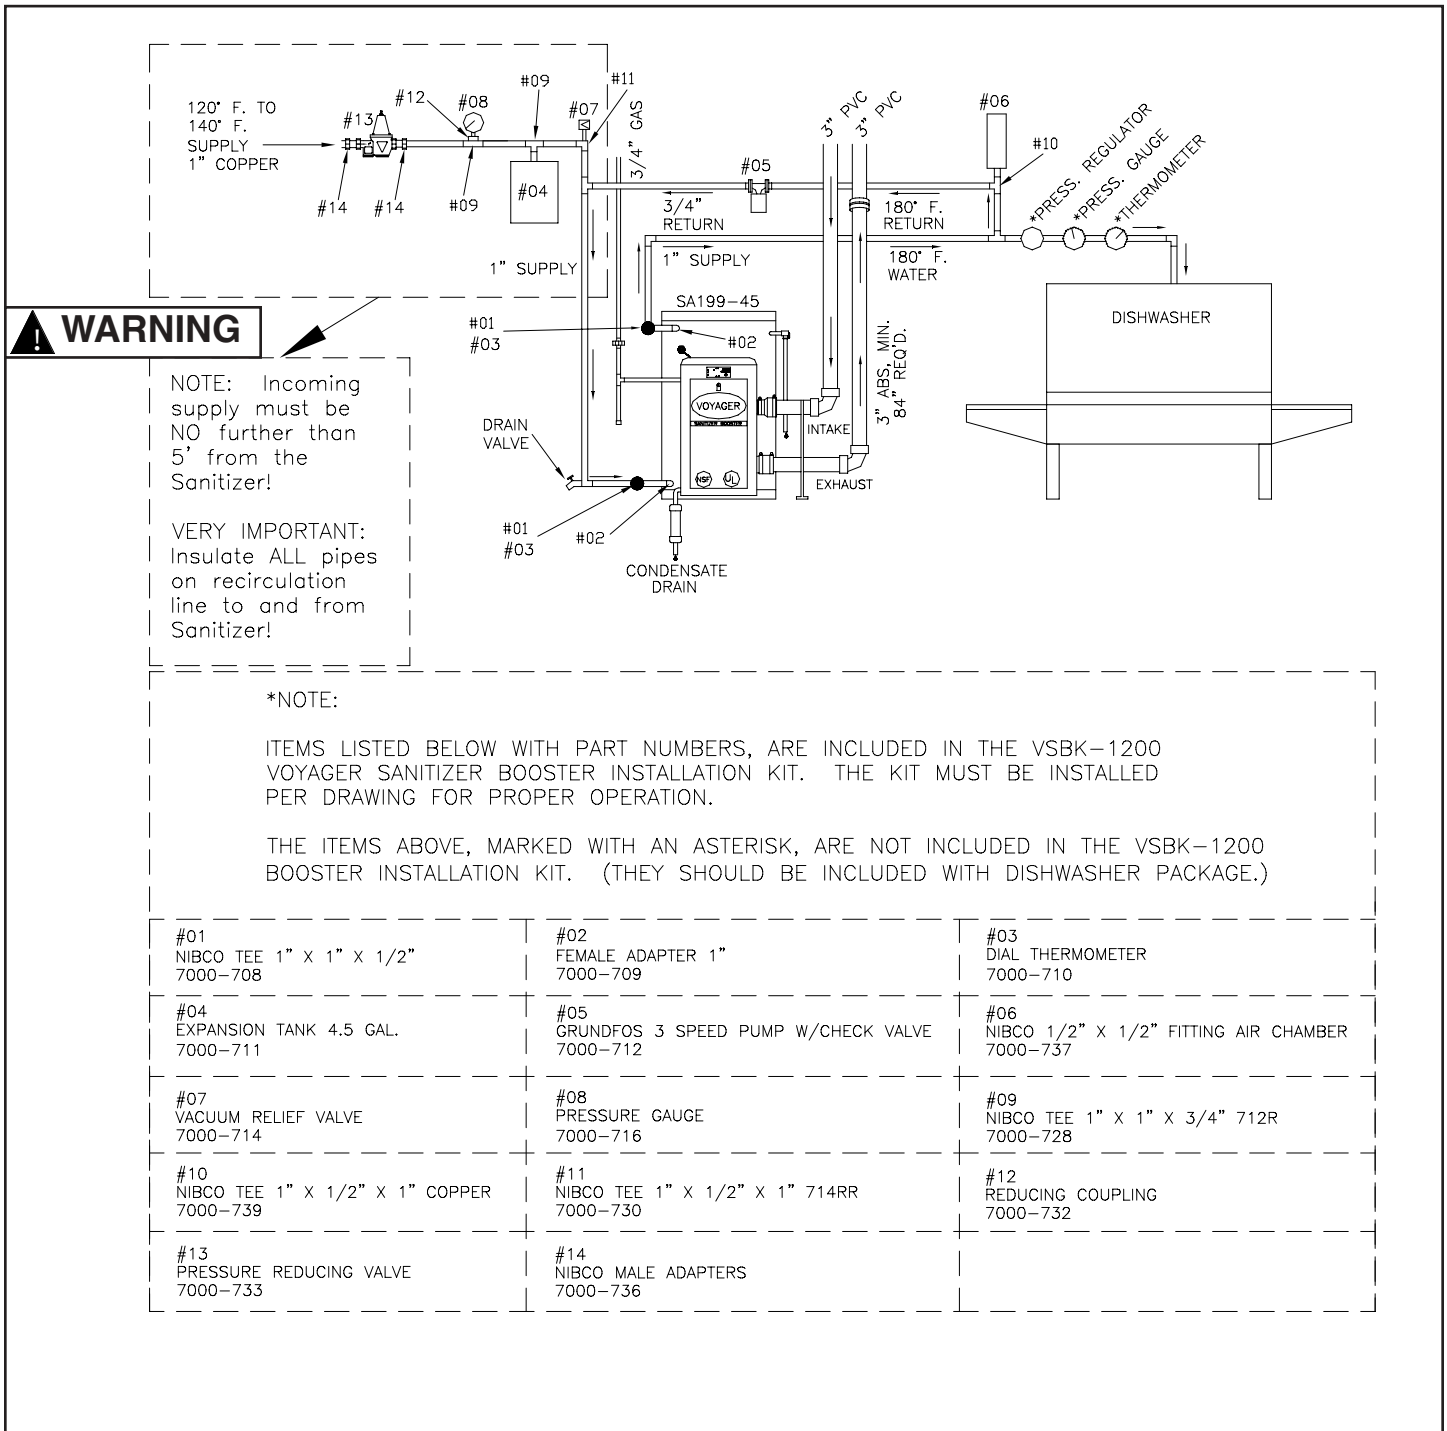 #09
#11
#12
#08
#07
#13
120° F. TO
140° F.
SUPPLY
1” COPPER
#14
#14
#09
#04
3/4” GAS
3” PVC
3” PVC
#06
#05
#10
*PRESS. REGULATOR
*PRESS. GAUGE
*THERMOMETER
3/4”
RETURN
180° F.
RETURN
1” SUPPLY
1” SUPPLY
180° F.
WATER
SA199-45
#01
#03
#02
DISHWASHER
VOYAGER
SANITIZER BOOSTER
NSF
UL
INTAKE
EXHAUST
3” ABS, MIN.
84” REQ’D.
DRAIN
VALVE
#01
#03
#02
CONDENSATE
DRAIN
! WARNING
NOTE: Incoming
supply must be
NO further than
5’ from the
Sanitizer!
VERY IMPORTANT:
Insulate ALL pipes
on recirculation
line to and from
Sanitizer!
*NOTE:
ITEMS LISTED BELOW WITH PART NUMBERS, ARE INCLUDED IN THE VSBK-1200
VOYAGER SANITIZER BOOSTER INSTALLATION KIT. THE KIT MUST BE INSTALLED
PER DRAWING FOR PROPER OPERATION.
THE ITEMS ABOVE, MARKED WITH AN ASTERISK, ARE NOT INCLUDED IN THE VSBK-1200
BOOSTER INSTALLATION KIT. (THEY SHOULD BE INCLUDED WITH DISHWASHER PACKAGE.)
#01
NIBCO TEE 1” X 1” X 1/2”
7000-708
#02
FEMALE ADAPTER 1”
7000-709
#03
DIAL THERMOMETER
7000-710
#04
EXPANSION TANK 4.5 GAL.
7000-711
#05
GRUNDFOS 3 SPEED PUMP W/CHECK VALVE
7000-712
#06
NIBCO 1/2” X 1/2” FITTING AIR CHAMBER
7000-737
#07
VACUUM RELIEF VALVE
7000-714
#08
PRESSURE GAUGE
7000-716
#09
NIBCO TEE 1” X 1” X 3/4” 712R
7000-728
#10
NIBCO TEE 1” X 1/2” X 1” COPPER
7000-739
#11
NIBCO TEE 1” X 1/2” X 1” 714RR
7000-730
#12
REDUCING COUPLING
7000-732
#13
PRESSURE REDUCING VALVE
7000-733
#14
NIBCO MALE ADAPTERS
7000-736